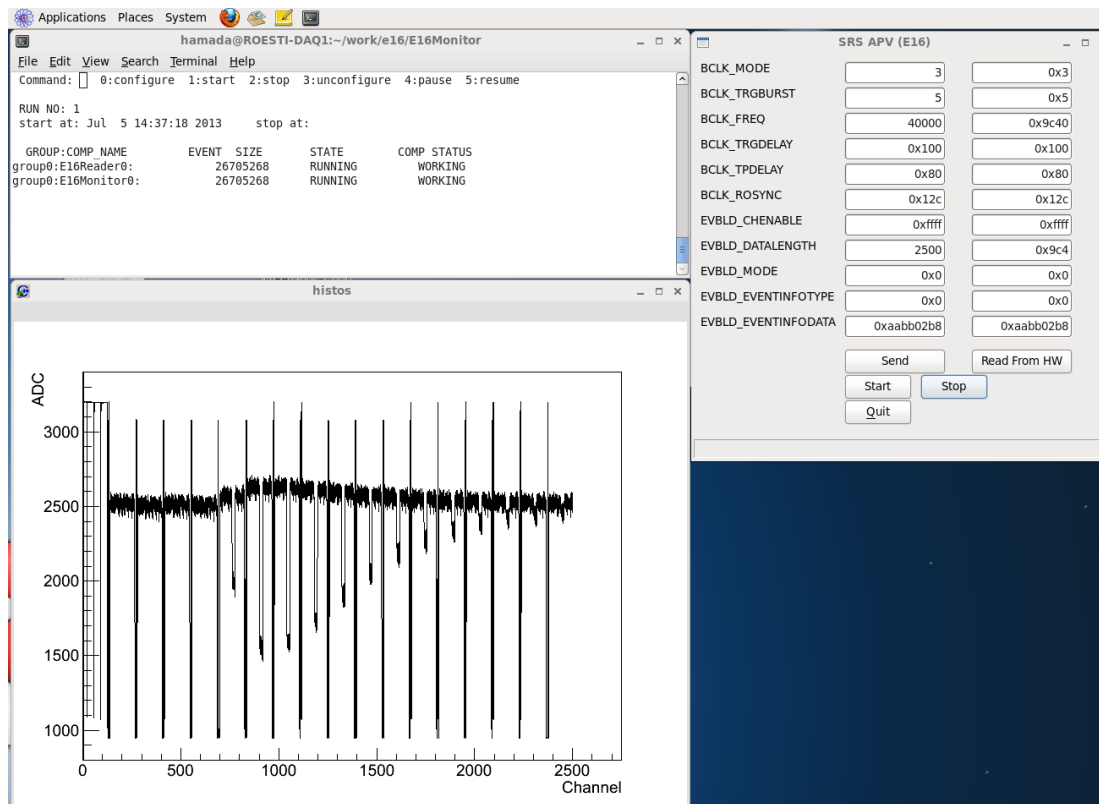 Applications Places System
hamada@ROESTI-DAQ1:~/work/e16/E16Monitor
File Edit View Search Terminal Help
Command: 0:configure 1:start 2:stop 3:unconfigure 4:pause 5:resume
RUN NO: 1
start at: Jul 5 14:37:18 2013 stop at:
GROUP:COMP_NAME EVENT SIZE STATE COMP STATUS
group0:E16Reader0: 26705268 RUNNING WORKING
group0:E16Monitor0: 26705268 RUNNING WORKING
histos
ADC
3000
2500
2000
1500
1000
0 500 1000 1500 2000 2500
Channel
SRS APV (E16)
BCLK_MODE 3 0x3
BCLK_TRGBURST 5 0x5
BCLK_FREQ 40000 0x9c40
BCLK_TRGDELAY 0x100 0x100
BCLK_TPDELAY 0x80 0x80
BCLK_ROSYNC 0x12c 0x12c
EVBLD_CHENABLE 0xffff 0xffff
EVBLD_DATALENGTH 2500 0x9c4
EVBLD_MODE 0x0 0x0
EVBLD_EVENTINFOTYPE 0x0 0x0
EVBLD_EVENTINFODATA 0xaabb02b8 0xaabb02b8
Send Read From HW
Start Stop
Quit